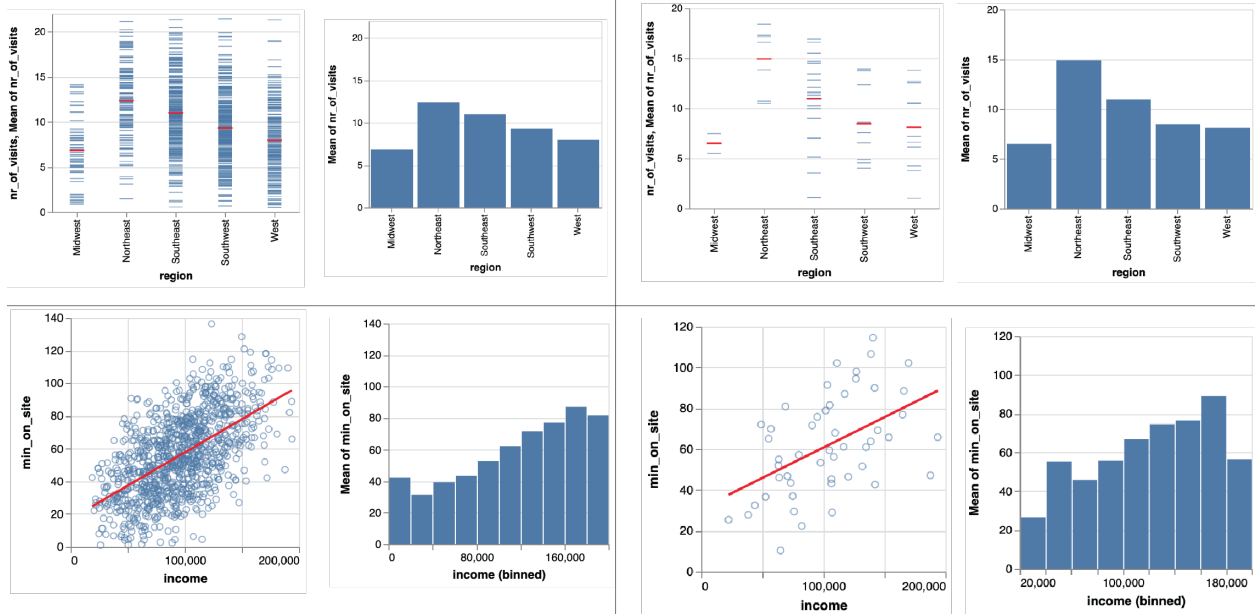 nr_of_visits, Mean of nr_of_visits
20
15
10
5
0
Midwest
Northeast
Southeast
Southwest
West
region
Mean of nr_of_visits
20
15
10
5
0
Midwest
Northeast
Southeast
Southwest
West
region
nr_of_visits, Mean of nr_of_visits
20
15
10
5
0
Midwest
Northeast
Southeast
Southwest
West
region
Mean of nr_of_visits
20
15
10
5
0
Midwest
Northeast
Southeast
Southwest
West
region
min_on_site
140
120
100
80
60
40
20
0
0 100,000 200,000
income
Mean of min_on_site
140
120
100
80
60
40
20
0
0 80,000 160,000
income (binned)
min_on_site
120
100
80
60
40
20
0
0 100,000 200,000
income
Mean of min_on_site
120
100
80
60
40
20
0
20,000 100,000 180,000
income (binned)